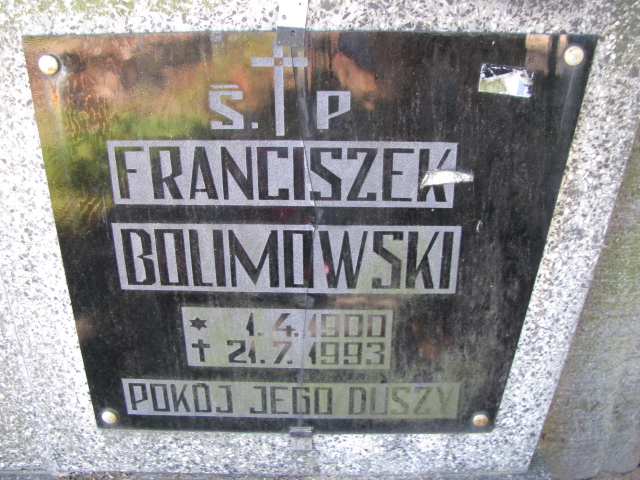 Ś. † P
FRANCISZEK
BOLIMOWSKI
* 1.4.1900
† 21.7.1993
POKÓJ JEGO DUSZY